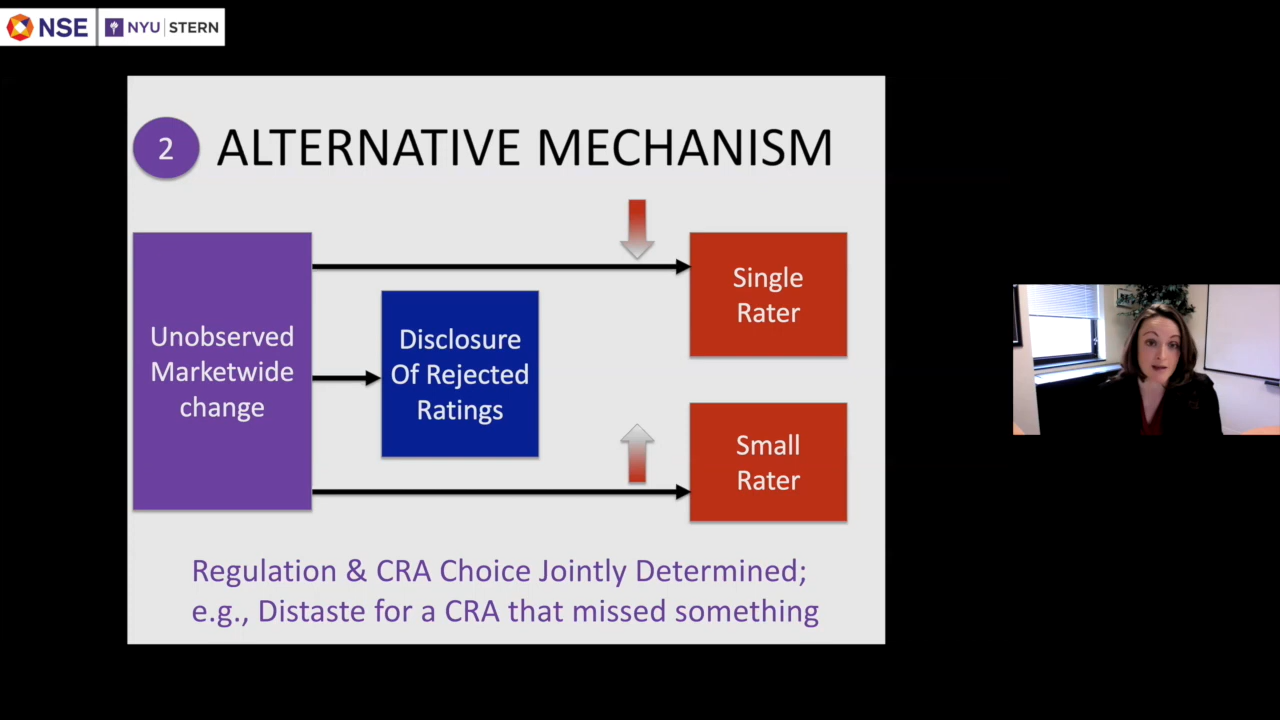 NSE NYU STERN
2 ALTERNATIVE MECHANISM
Unobserved
Marketwide
change
Disclosure
Of Rejected
Ratings
Single
Rater
Small
Rater
Regulation & CRA Choice Jointly Determined;
e.g., Distaste for a CRA that missed something